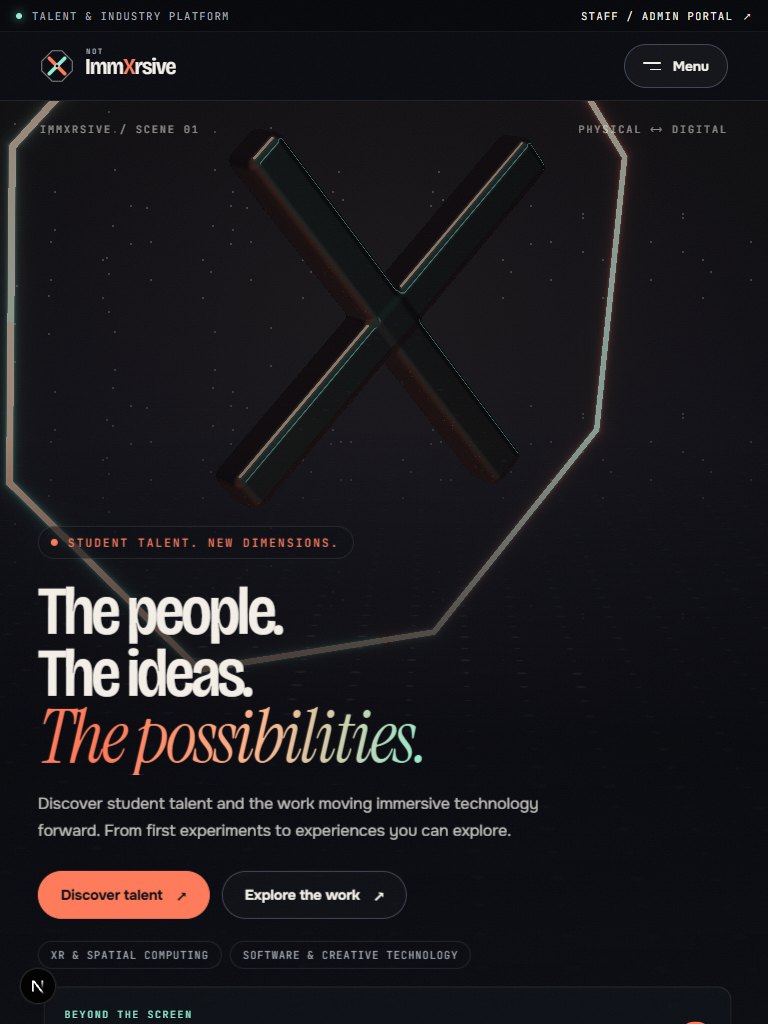 TALENT & INDUSTRY PLATFORM
STAFF / ADMIN PORTAL ↗
NOT
ImmXrsive
Menu
IMMXRSIVE / SCENE 01
PHYSICAL ↔ DIGITAL
STUDENT TALENT. NEW DIMENSIONS.
The people.
The ideas.
The possibilities.
Discover student talent and the work moving immersive technology
forward. From first experiments to experiences you can explore.
Discover talent ↗
Explore the work ↗
XR & SPATIAL COMPUTING
SOFTWARE & CREATIVE TECHNOLOGY
N
BEYOND THE SCREEN